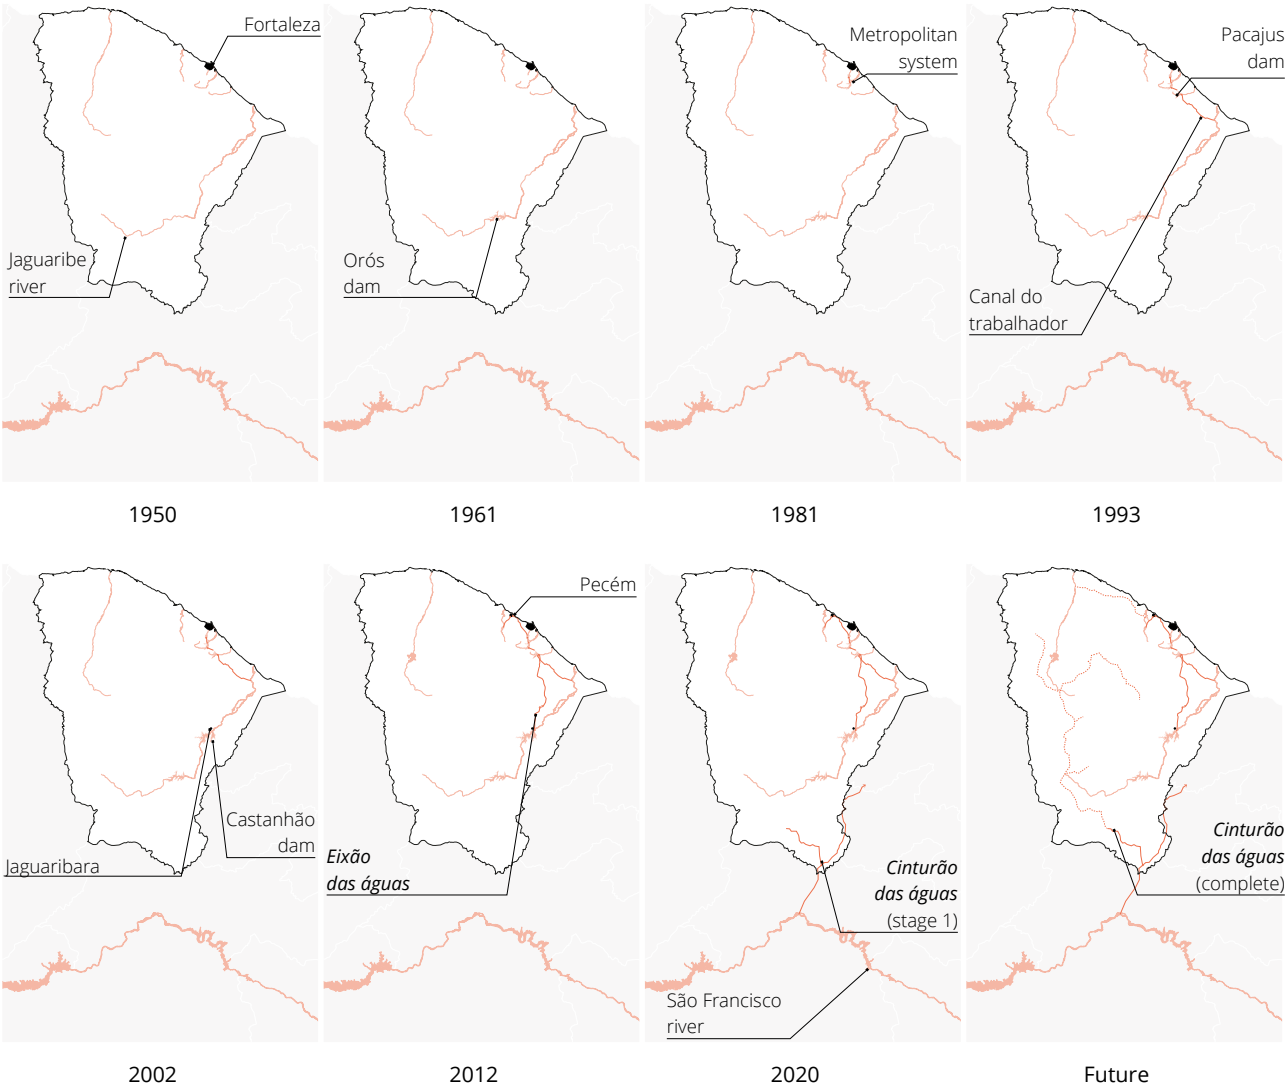 Fortaleza
Jaguaribe
river
1950
Orós
dam
1961
Metropolitan
system
1981
Pacajus
dam
Canal do
trabalhador
1993
Castanhão
dam
Jaguaribara
2002
Pecém
Eixão
das águas
2012
Cinturão
das águas
(stage 1)
São Francisco
river
2020
Cinturão
das águas
(complete)
Future